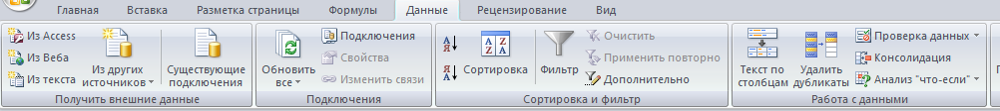 Главная Вставка Разметка страницы Формулы Данные Рецензирование Вид
Из Access
Из Веба
Из текста
Из других источников
Существующие подключения
Получить внешние данные
Обновить все
Подключения
Свойства
Изменить связи
Подключения
Сортировка
Фильтр
Очистить
Применить повторно
Дополнительно
Сортировка и фильтр
Текст по столбцам
Удалить дубликаты
Проверка данных
Консолидация
Анализ "что-если"
Работа с данными